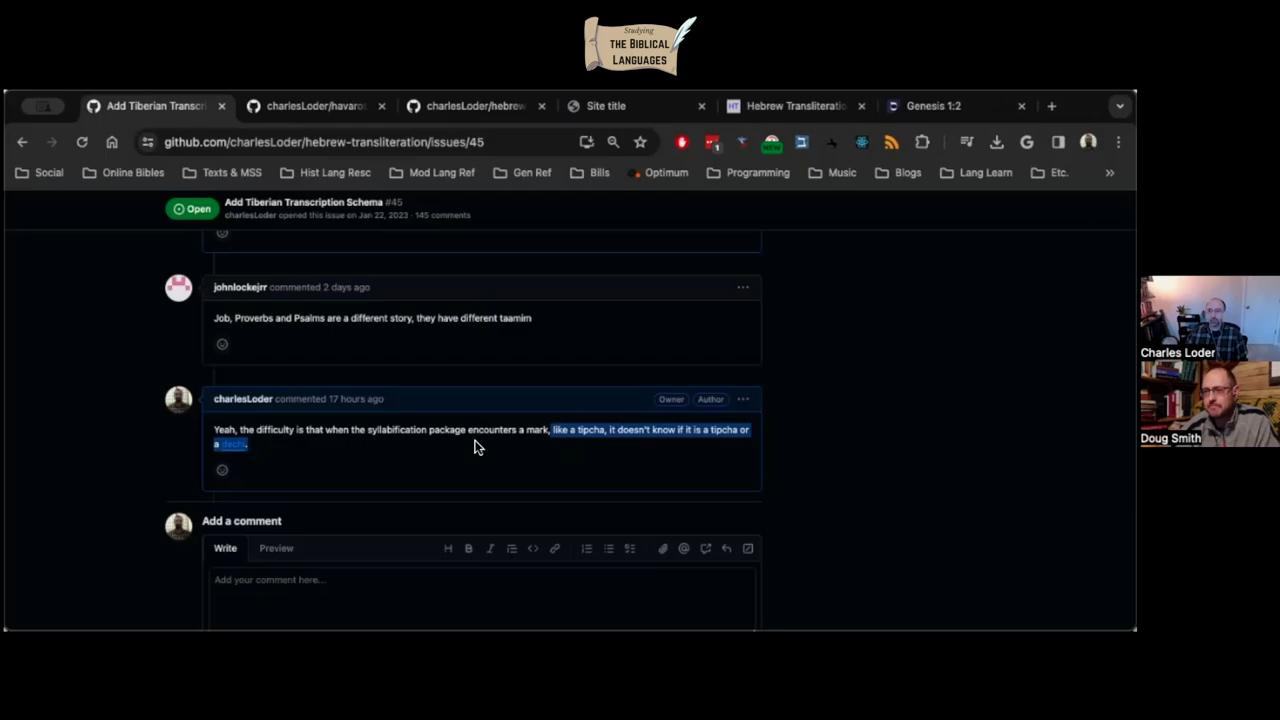 Studying
THE BIBLICAL
LANGUAGES
Add Tiberian Transcri
charlesLoder/havaro
charlesLoder/hebrew
Site title
Hebrew Transliteratio
Genesis 1:2
github.com/charlesLoder/hebrew-transliteration/issues/45
Social
Online Bibles
Texts & MSS
Hist Lang Resc
Mod Lang Ref
Gen Ref
Bills
Optimum
Programming
Music
Blogs
Lang Learn
Etc.
Open
Add Tiberian Transcription Schema #45
charlesLoder opened this issue on Jan 22, 2023 · 145 comments
johnlockejrr commented 2 days ago
Job, Proverbs and Psalms are a different story, they have different taamim
charlesLoder commented 17 hours ago
Owner
Author
Yeah, the difficulty is that when the syllabification package encounters a mark, like a tipcha, it doesn't know if it is a tipcha or
a dechi.
Add a comment
Write
Preview
Add your comment here...
Charles Loder
Doug Smith